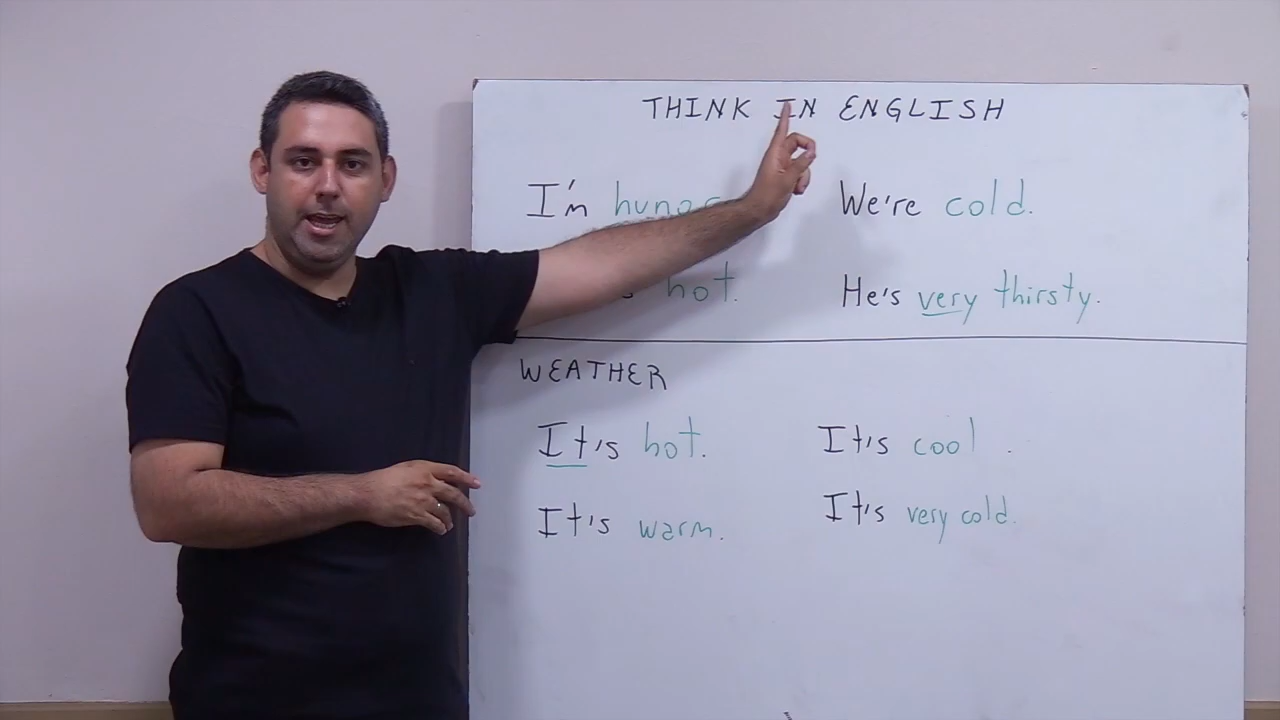 THINK IN ENGLISH
I'm We're cold.
hot. He's very thirsty.
WEATHER
It's hot. It's cool .
It's warm. It's very cold.